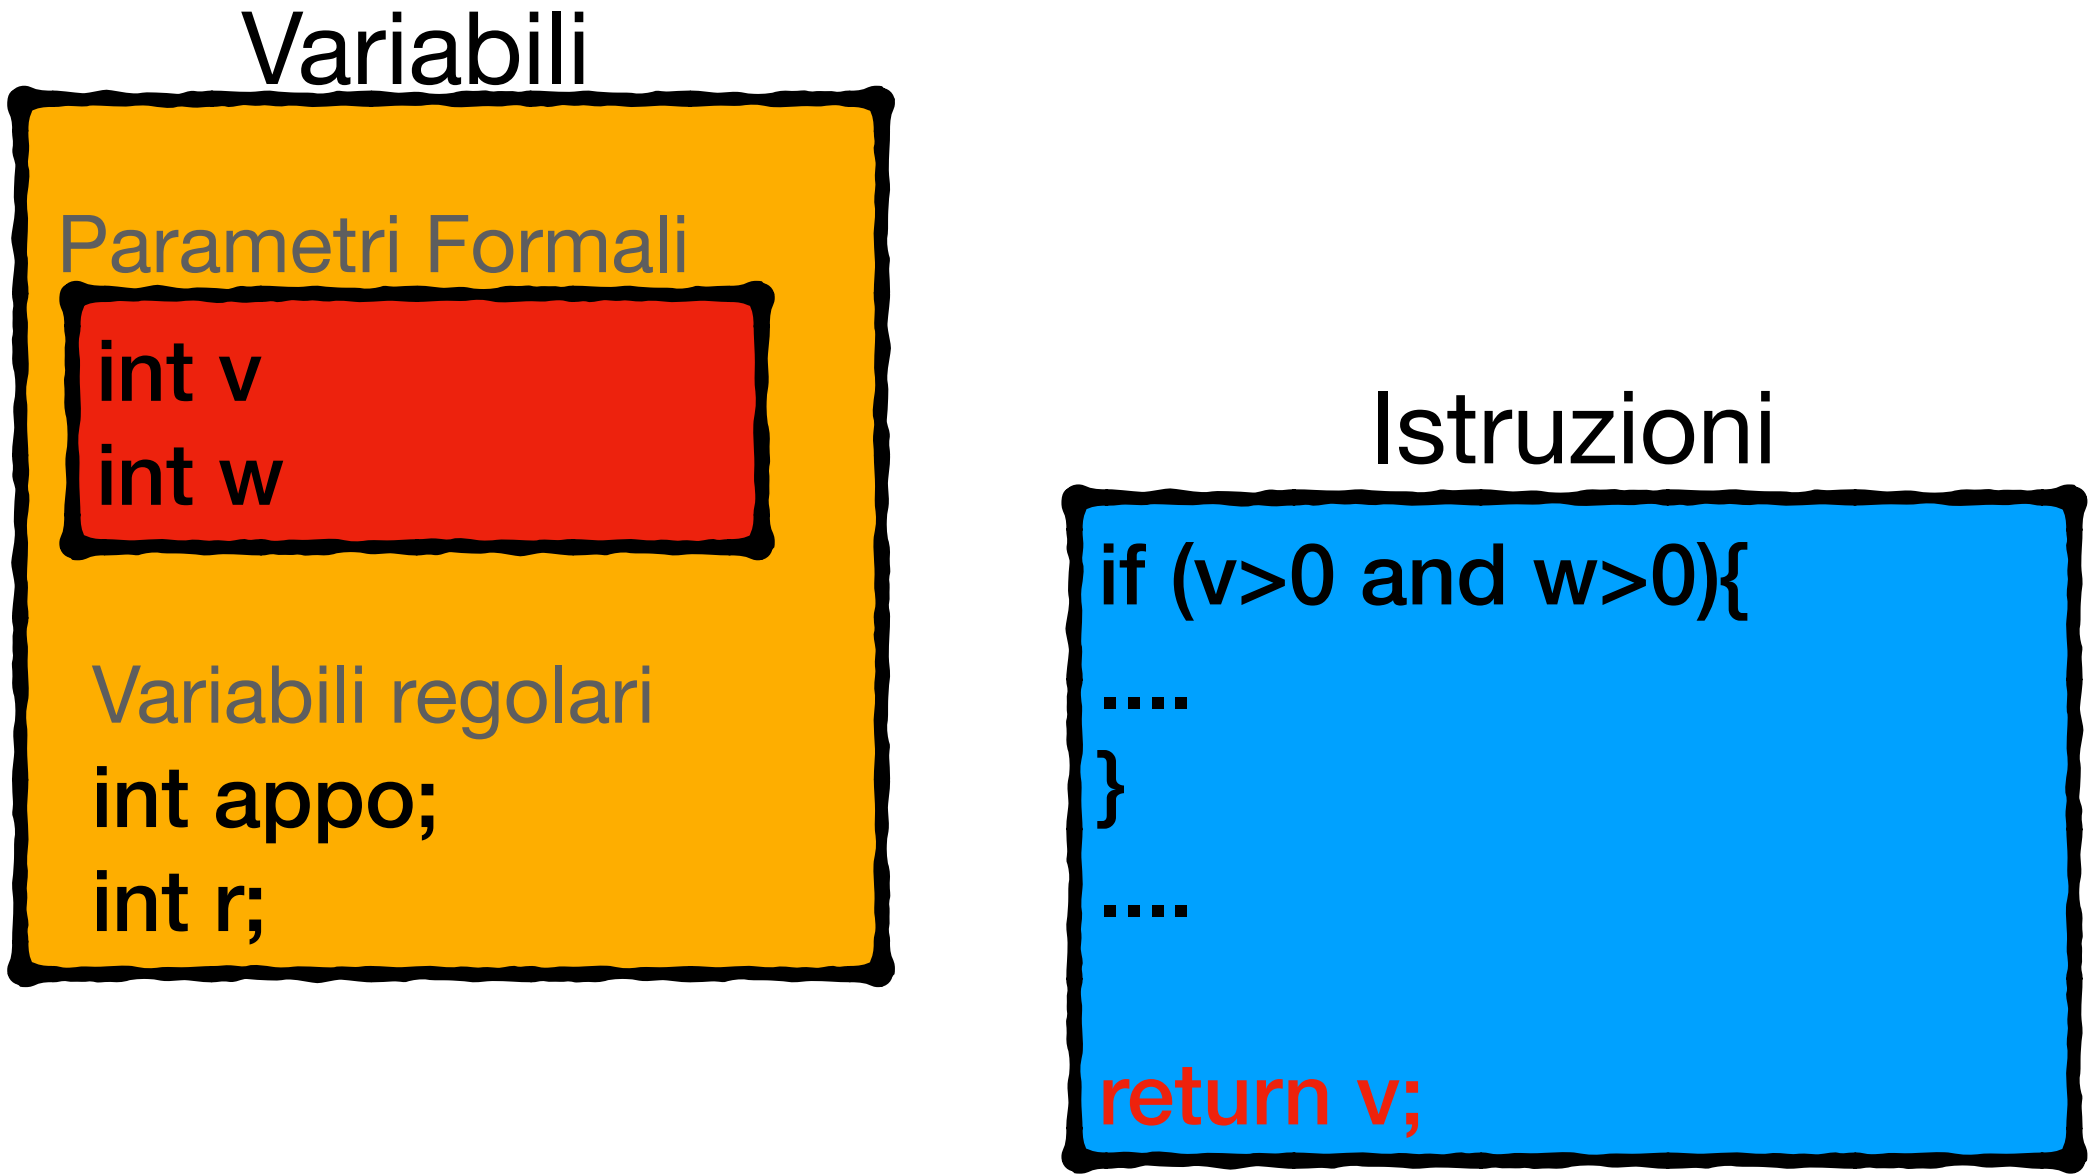 Variabili
Parametri Formali
int v
int w
Variabili regolari
int appo;
int r;
Istruzioni
if (v>0 and w>0){
....
}
....
return v;